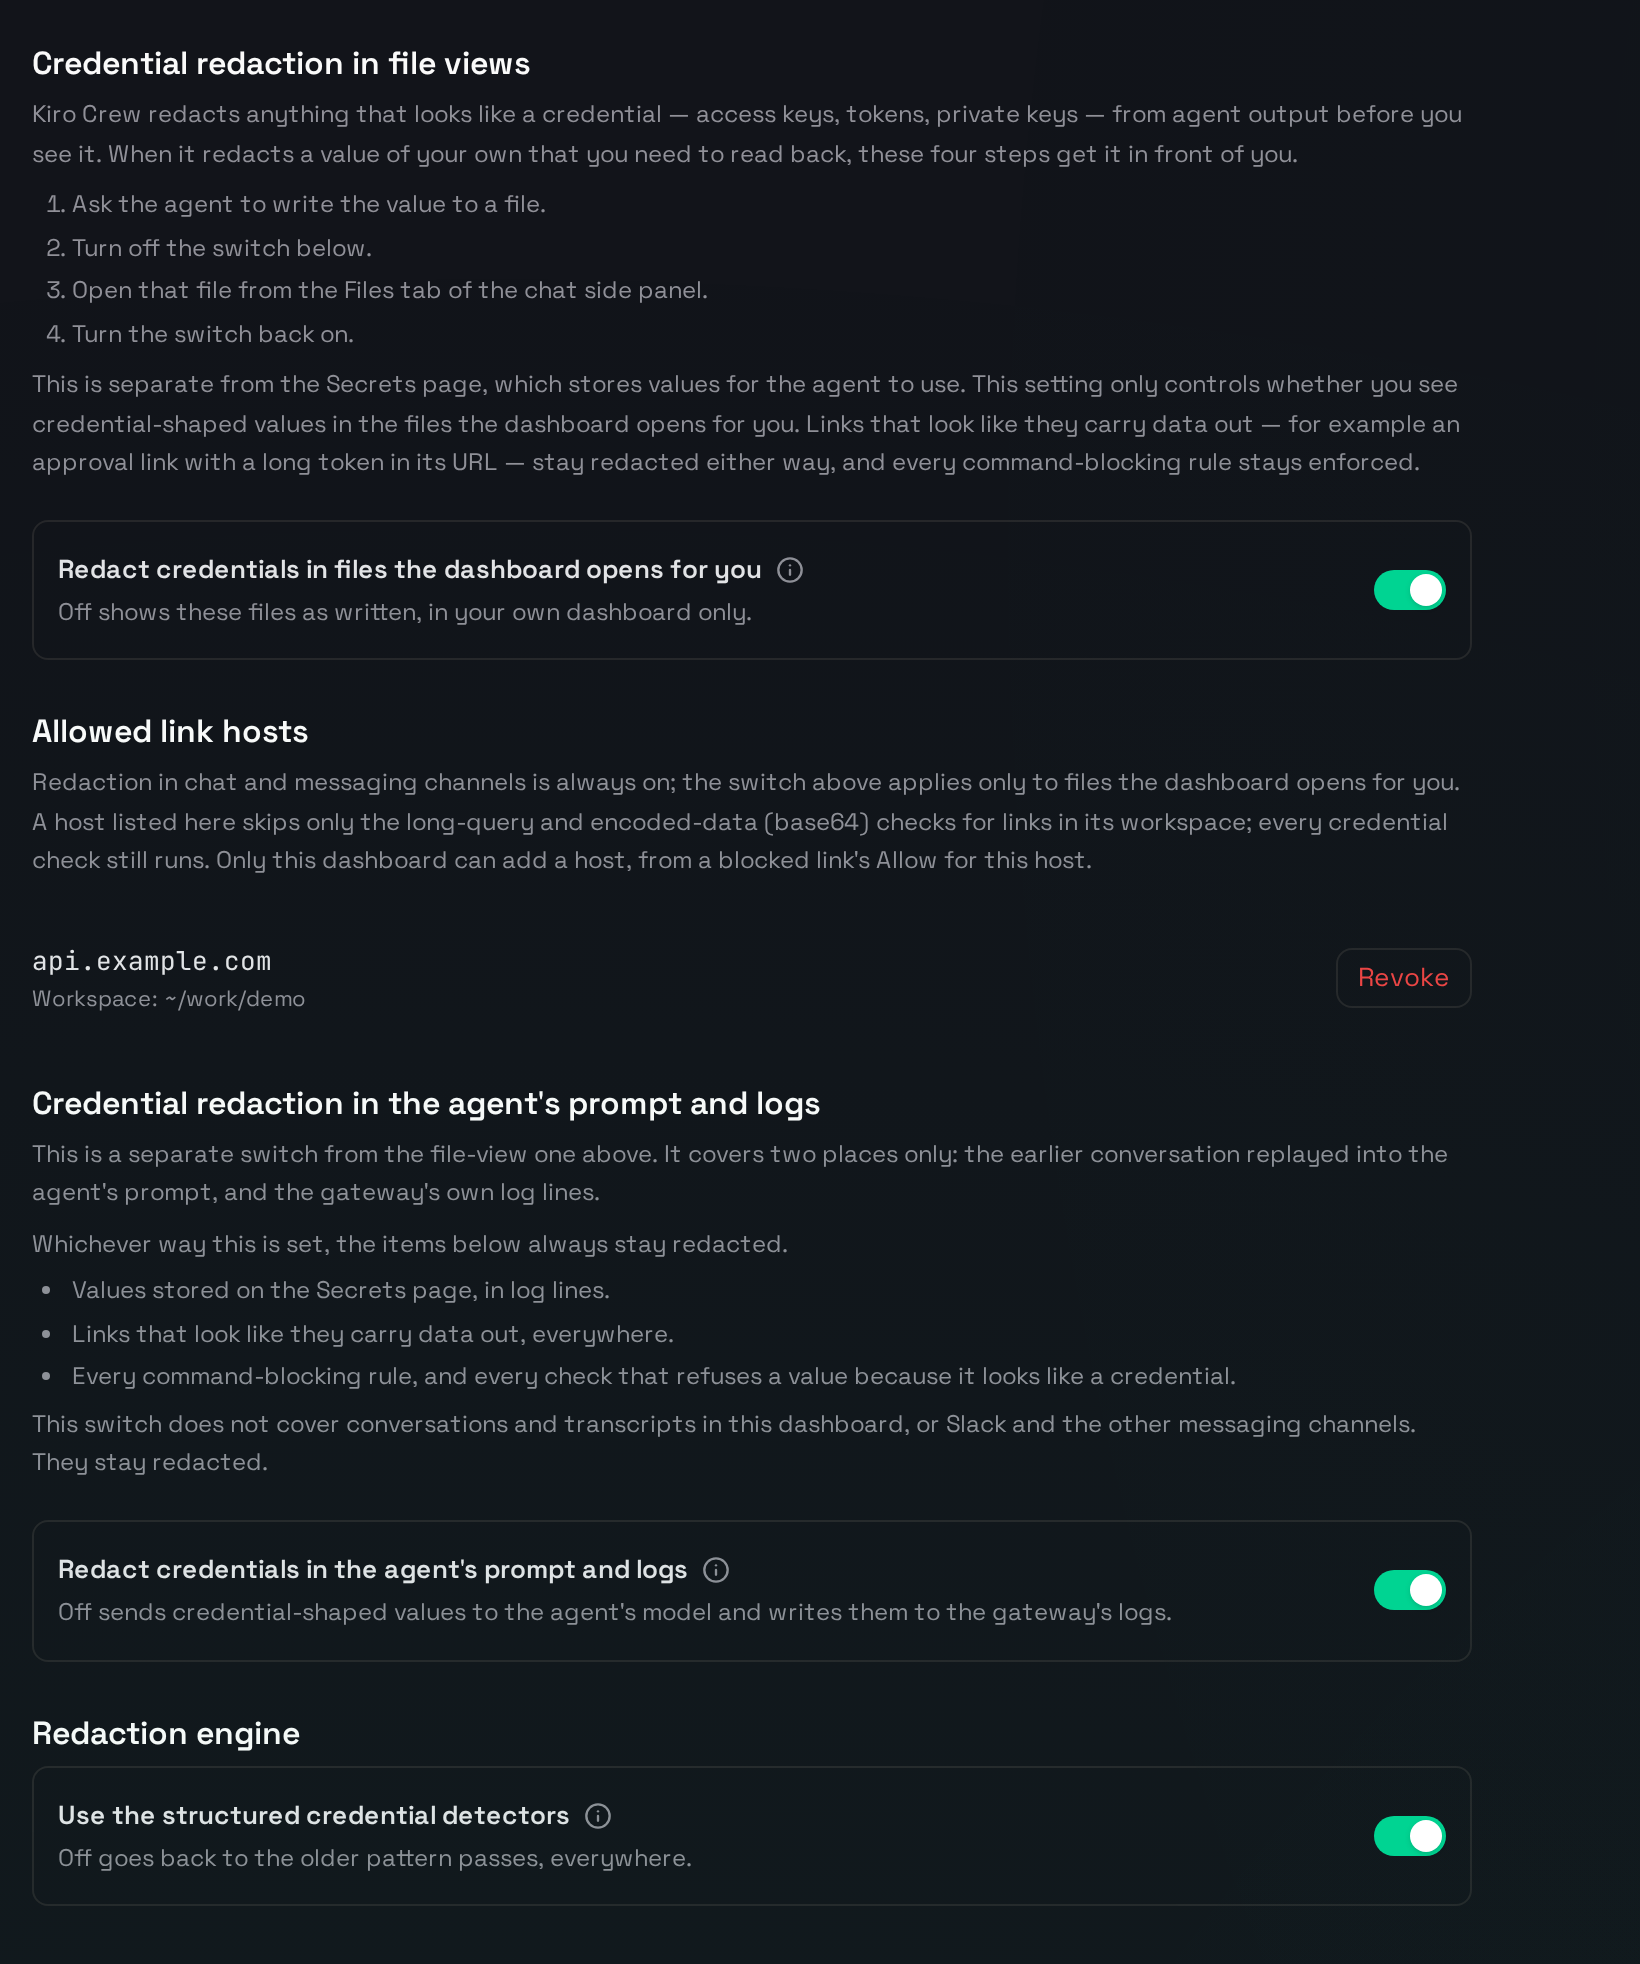 Credential redaction in file views
Kiro Crew redacts anything that looks like a credential — access keys, tokens, private keys — from agent output before you
see it. When it redacts a value of your own that you need to read back, these four steps get it in front of you.
1. Ask the agent to write the value to a file.
2. Turn off the switch below.
3. Open that file from the Files tab of the chat side panel.
4. Turn the switch back on.
This is separate from the Secrets page, which stores values for the agent to use. This setting only controls whether you see
credential-shaped values in the files the dashboard opens for you. Links that look like they carry data out — for example an
approval link with a long token in its URL — stay redacted either way, and every command-blocking rule stays enforced.
Redact credentials in files the dashboard opens for you
Off shows these files as written, in your own dashboard only.
Allowed link hosts
Redaction in chat and messaging channels is always on; the switch above applies only to files the dashboard opens for you.
A host listed here skips only the long-query and encoded-data (base64) checks for links in its workspace; every credential
check still runs. Only this dashboard can add a host, from a blocked link's Allow for this host.
api.example.com
Workspace: ~/work/demo
Revoke
Credential redaction in the agent's prompt and logs
This is a separate switch from the file-view one above. It covers two places only: the earlier conversation replayed into the
agent's prompt, and the gateway's own log lines.
Whichever way this is set, the items below always stay redacted.
• Values stored on the Secrets page, in log lines.
• Links that look like they carry data out, everywhere.
• Every command-blocking rule, and every check that refuses a value because it looks like a credential.
This switch does not cover conversations and transcripts in this dashboard, or Slack and the other messaging channels.
They stay redacted.
Redact credentials in the agent's prompt and logs
Off sends credential-shaped values to the agent's model and writes them to the gateway's logs.
Redaction engine
Use the structured credential detectors
Off goes back to the older pattern passes, everywhere.